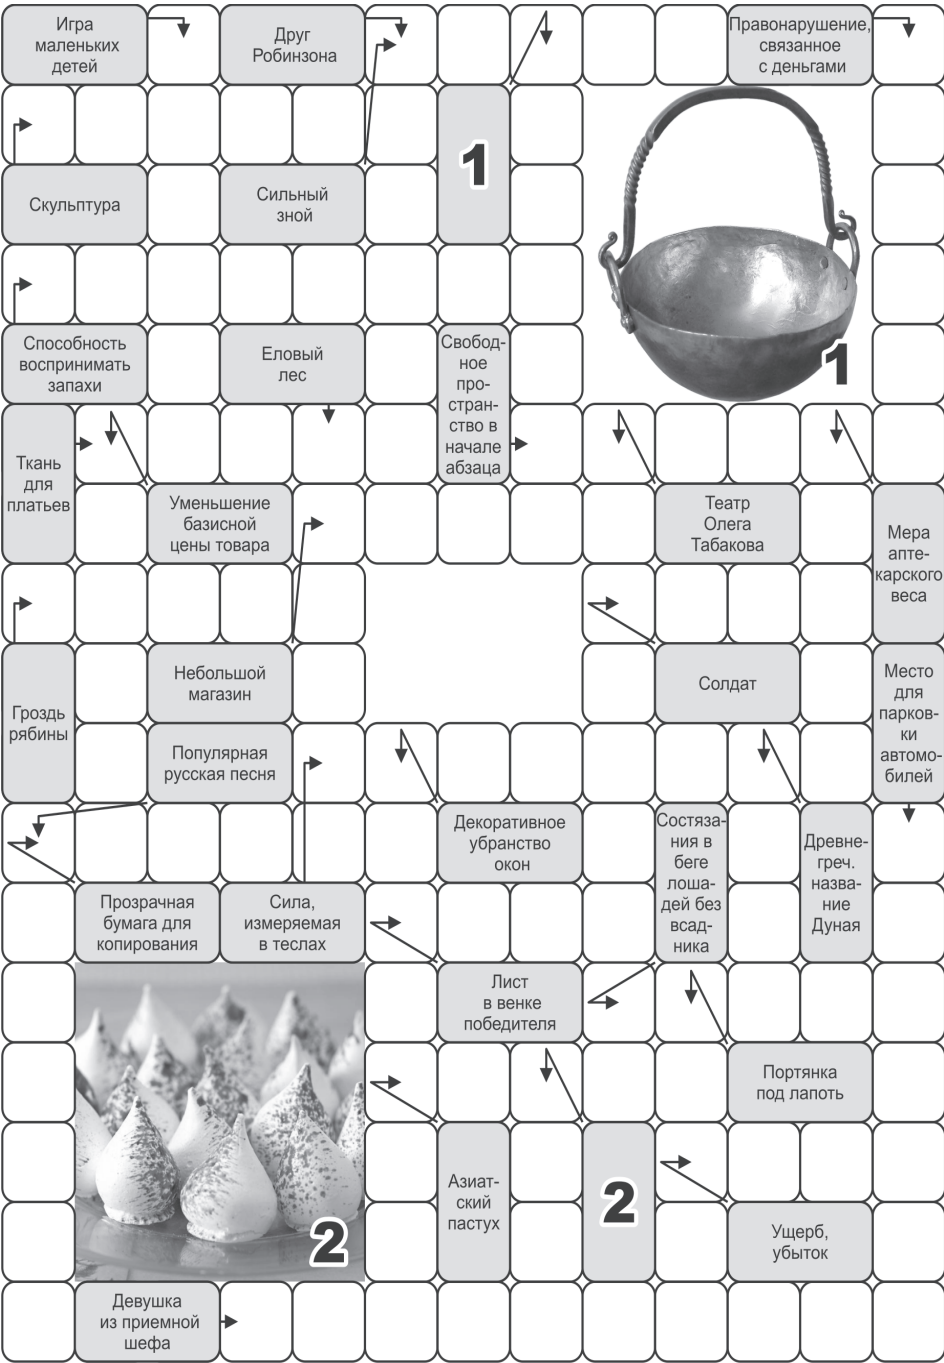 Игра
маленьких
детей
Друг
Робинзона
Правонарушение,
связанное
с деньгами
1
Скульптура
Сильный
зной
1
Способность
воспринимать
запахи
Еловый
лес
Свобод-
ное
про-
стран-
ство в
начале
абзаца
Ткань
для
платьев
Уменьшение
базисной
цены товара
Театр
Олега
Табакова
Мера
апте-
карского
веса
Гроздь
рябины
Небольшой
магазин
Солдат
Место
для
парков-
ки
автомо-
билей
Популярная
русская песня
Декоративное
убранство
окон
Состяза-
ния в
беге
лоша-
дей без
всад-
ника
Древне-
греч.
назва-
ние
Дуная
Прозрачная
бумага для
копирования
Сила,
измеряемая
в теслах
Лист
в венке
победителя
Портянка
под лапоть
2
Азиат-
ский
пастух
2
Ущерб,
убыток
Девушка
из приемной
шефа